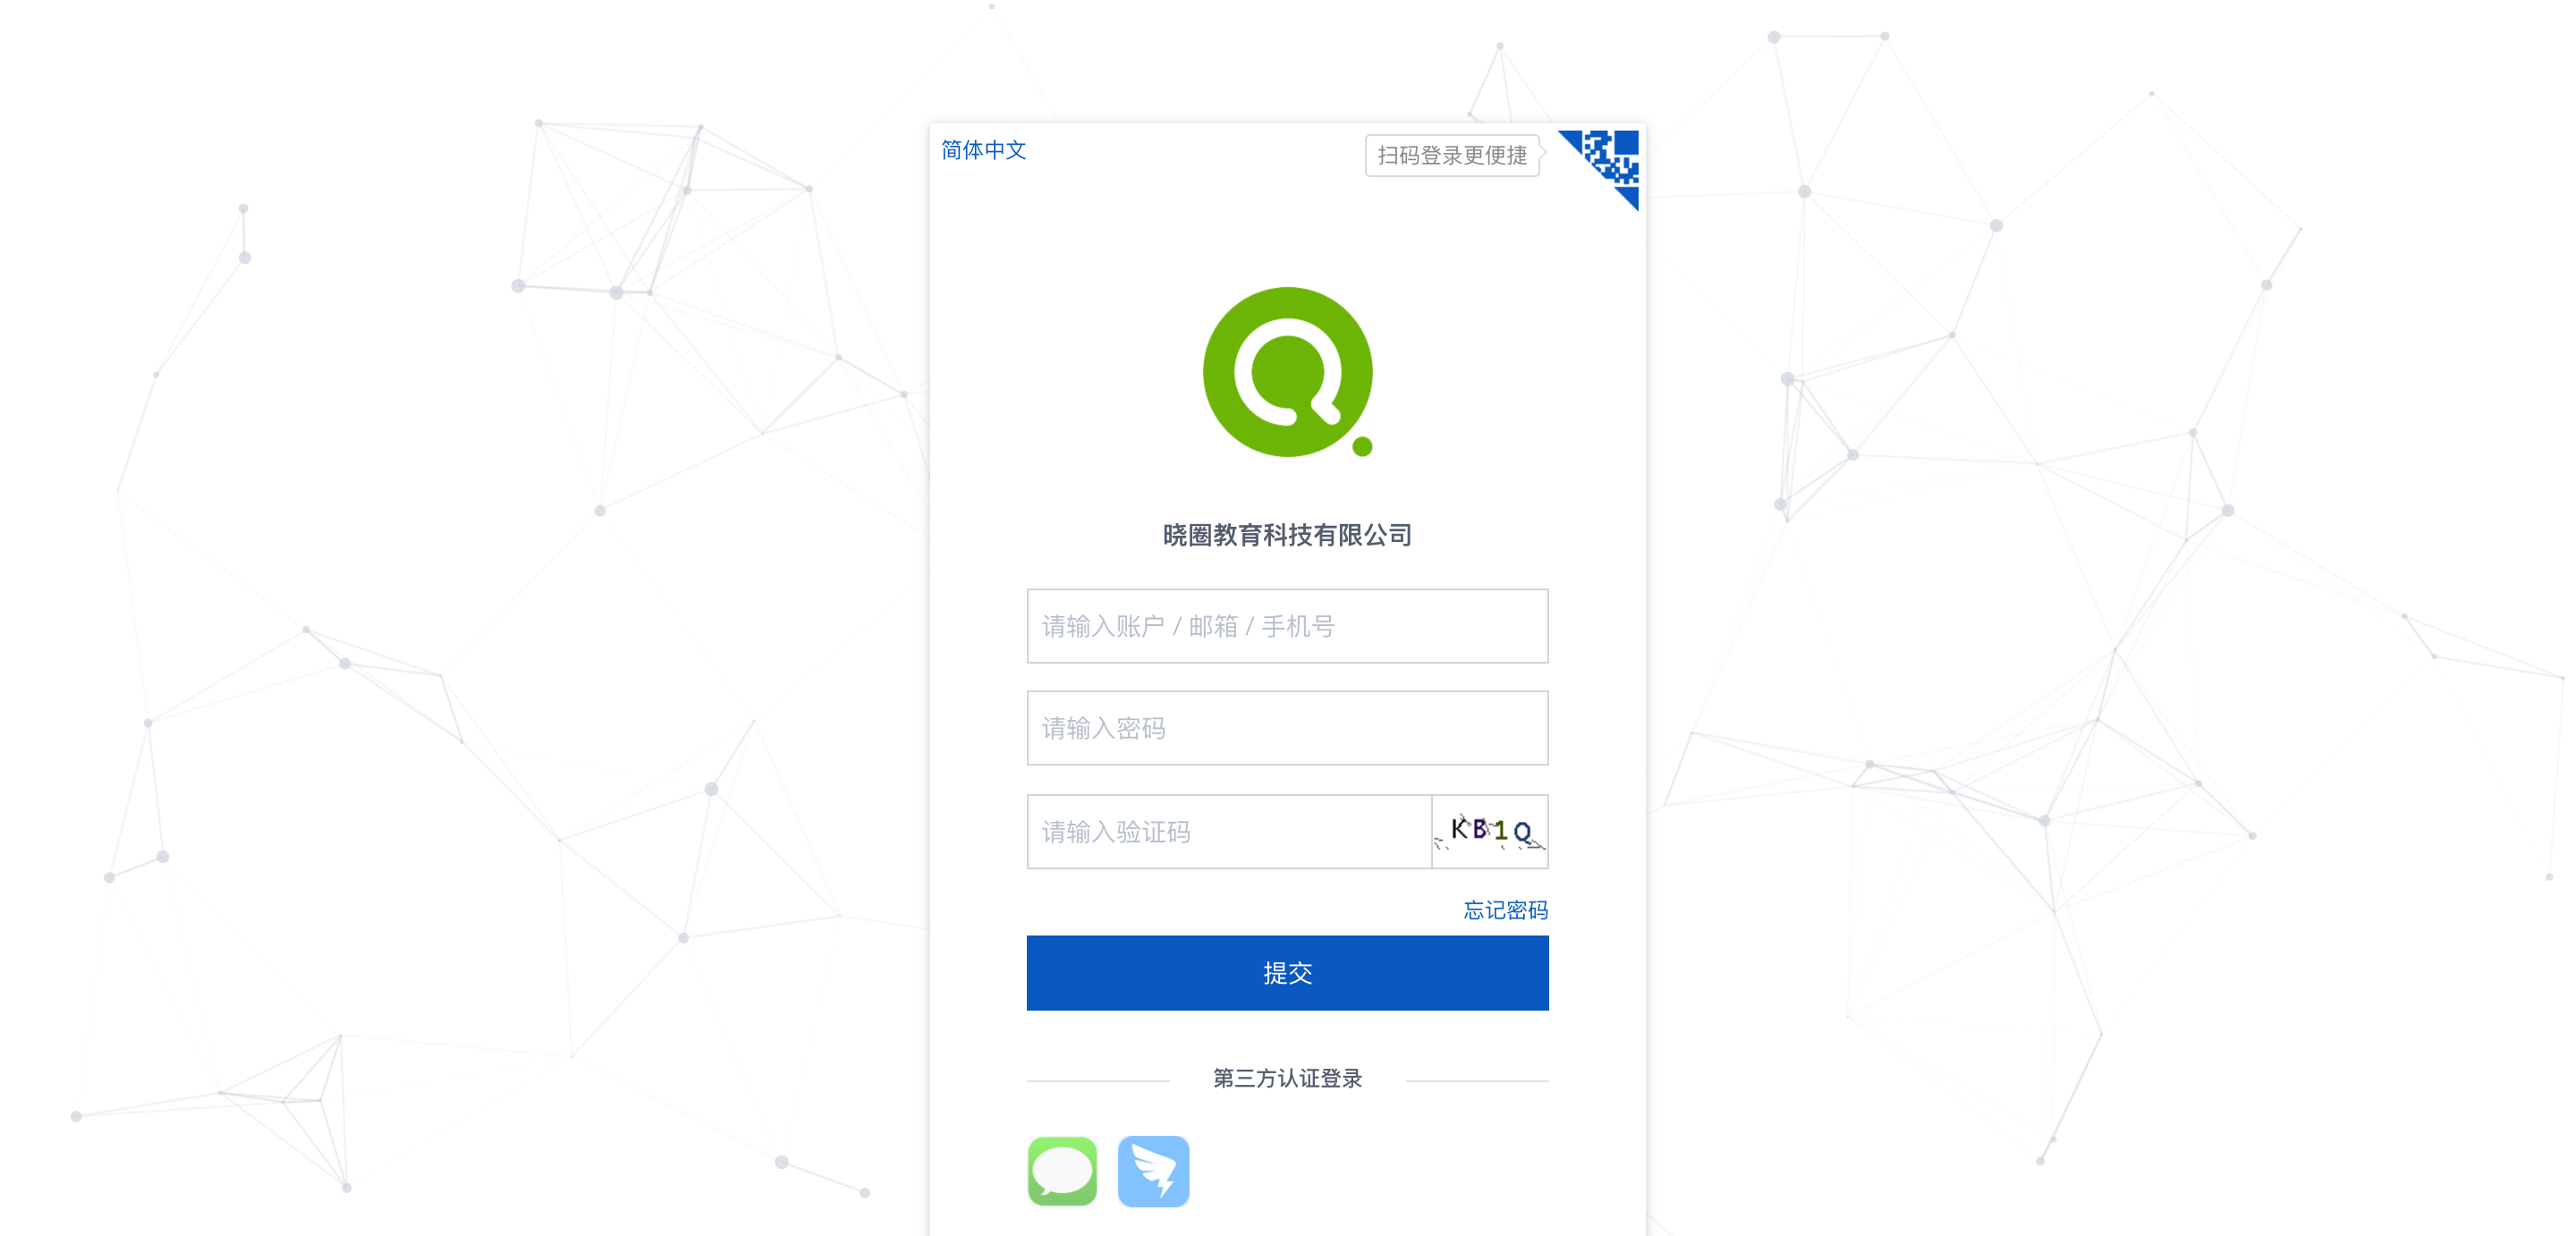 简体中文
扫码登录更便捷
晓圈教育科技有限公司
请输入账户 / 邮箱 / 手机号
请输入密码
请输入验证码
KB1Q
忘记密码
提交
第三方认证登录